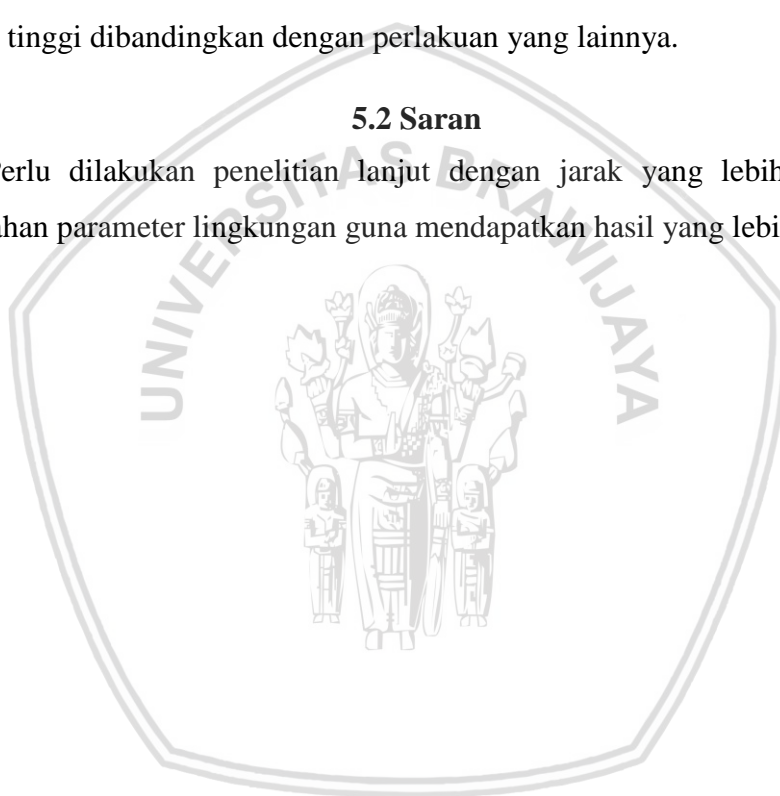 tinggi dibandingkan dengan perlakuan yang lainnya.
5.2 Saran
erlu dilakukan penelitian lanjut dengan jarak yang lebih
ahan parameter lingkungan guna mendapatkan hasil yang lebi
UNIVERSITAS BRAWIJAYA